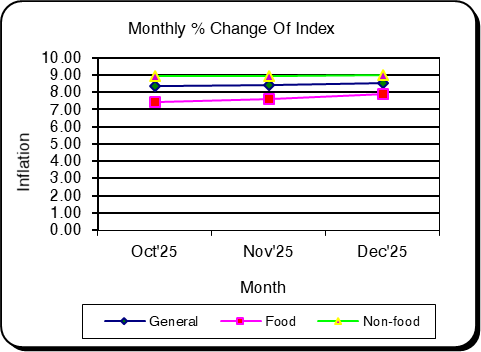 Monthly % Change Of Index
10.00
9.00
8.00
7.00
6.00
5.00
4.00
3.00
2.00
1.00
0.00
Inflation
Oct'25 Nov'25 Dec'25
Month
General Food Non-food